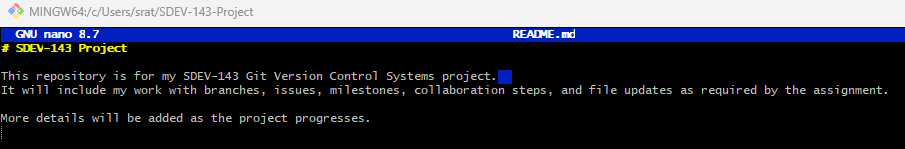 MINGW64:/c/Users/srat/SDEV-143-Project
GNU nano 8.7 README.md
# SDEV-143 Project
This repository is for my SDEV-143 Git Version Control Systems project.
It will include my work with branches, issues, milestones, collaboration steps, and file updates as required by the assignment.
More details will be added as the project progresses.